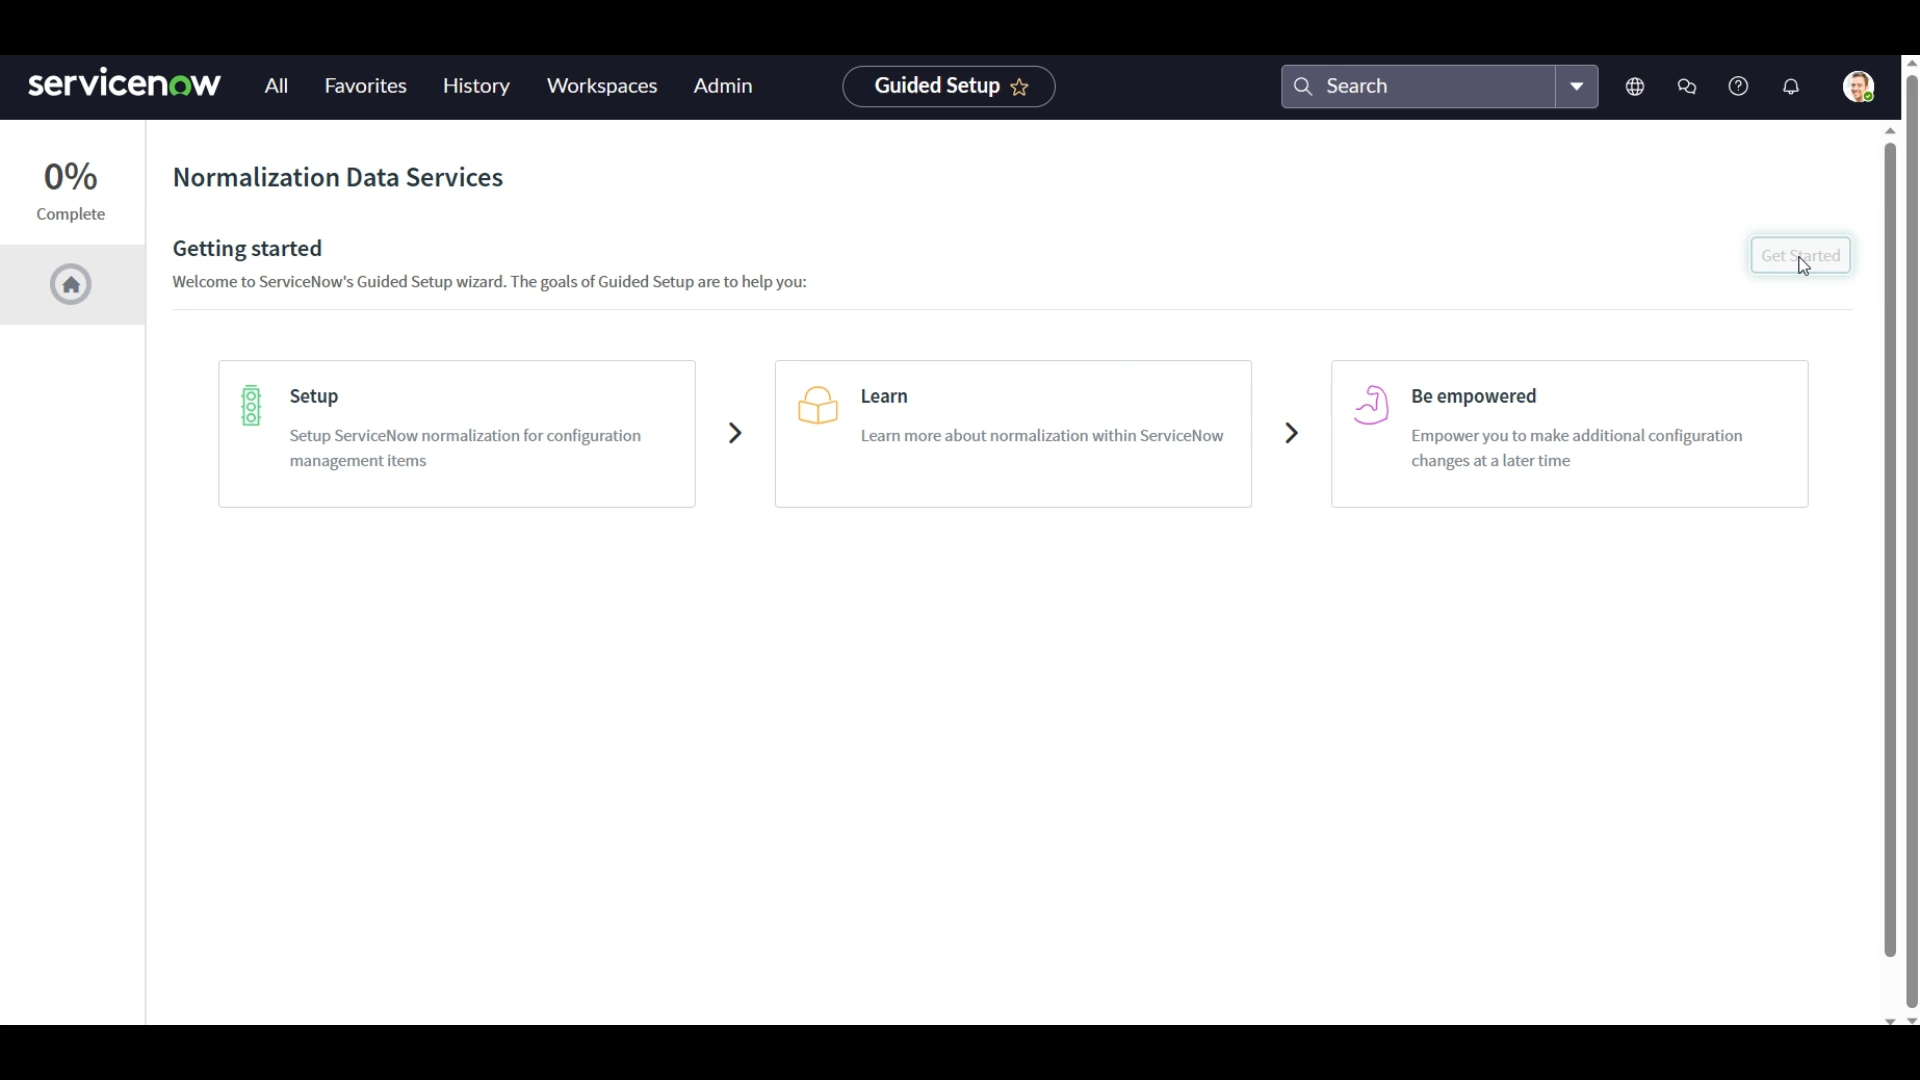 servicenow All Favorites History Workspaces Admin Guided Setup Search
0%
Complete
Normalization Data Services
Getting started
Get Started
Welcome to ServiceNow's Guided Setup wizard. The goals of Guided Setup are to help you:
Setup
Setup ServiceNow normalization for configuration
management items
Learn
Learn more about normalization within ServiceNow
Be empowered
Empower you to make additional configuration
changes at a later time